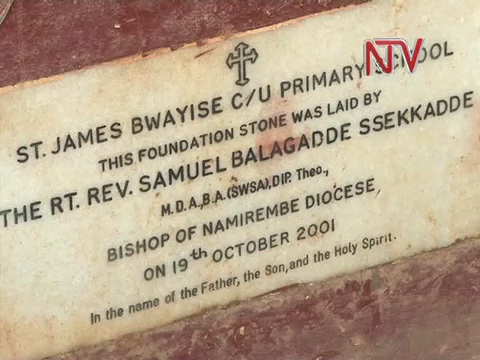 NTV
ST. JAMES BWAYISE C/U PRIMARY SCHOOL
THIS FOUNDATION STONE WAS LAID BY
THE RT. REV. SAMUEL BALAGADDE SSEKKADDE
M.D.A.,B.A.(SWSA),DIP. Theo.,
BISHOP OF NAMIREMBE DIOCESE,
ON 19th OCTOBER 2001
In the name of the Father, the Son, and the Holy Spirit.